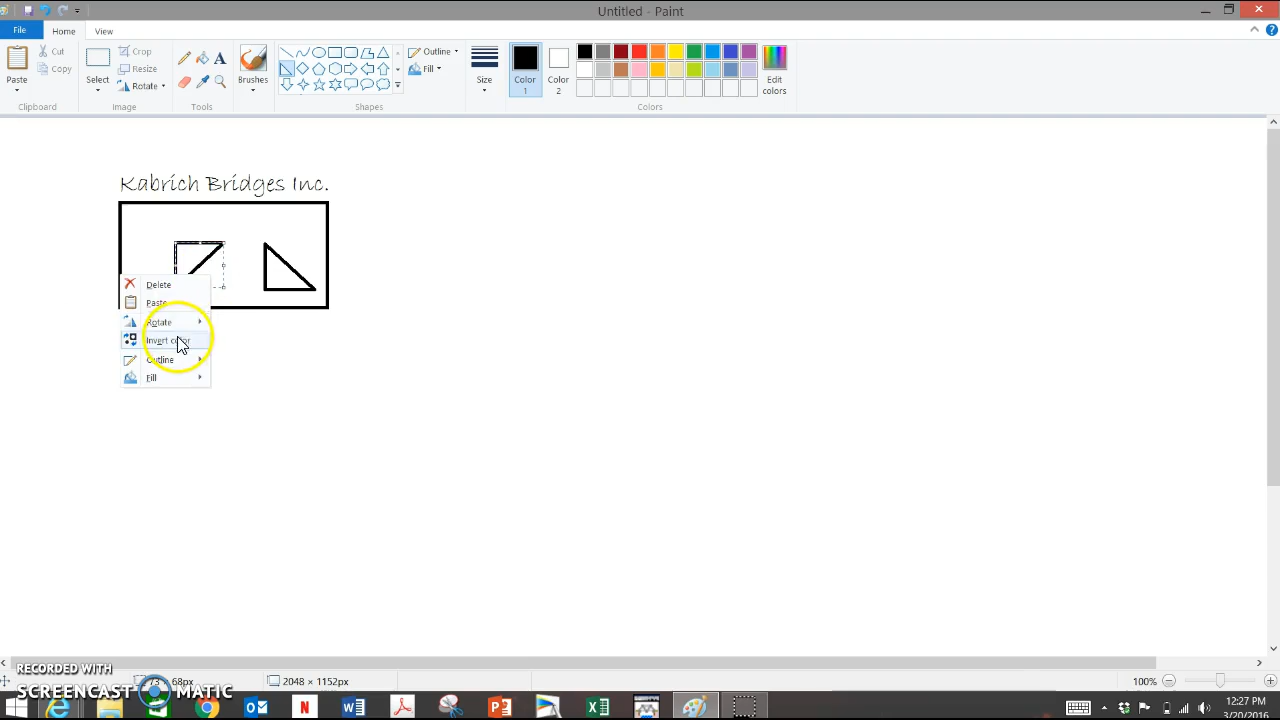 Untitled - Paint
File Home View
Paste Cut Copy
Clipboard
Select Crop Resize Rotate
Image
Tools
Brushes
Shapes
Outline
Fill
Size
Color 1
Color 2
Edit colors
Colors
Kabrich Bridges Inc.
Delete
Paste
Rotate
Invert color
Outline
Fill
RECORDED WITH
SCREENCAST MATIC
68px
2048 × 1152px
100%
12:27 PM
3/20/2016